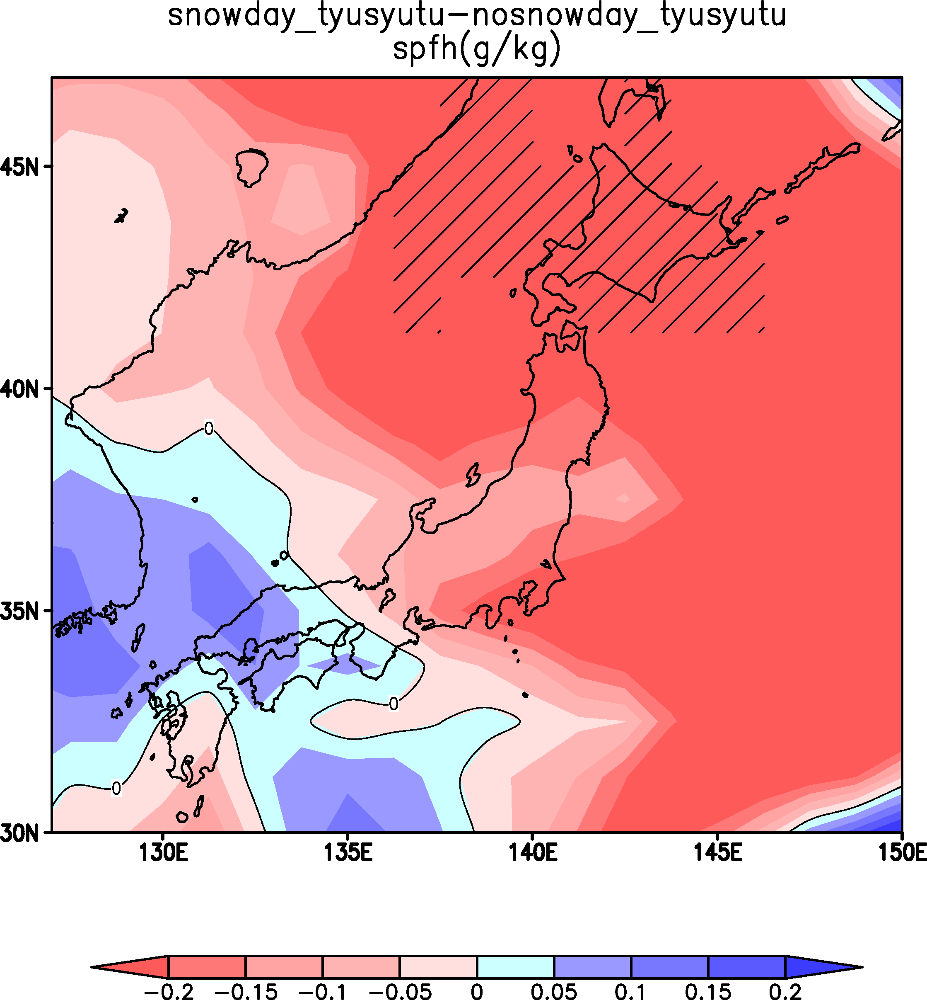 snowday_tyusyutu-nosnowday_tyusyutu
spfh(g/kg)
45N
40N
35N
30N
0
0
0
130E 135E 140E 145E 150E
-0.2 -0.15 -0.1 -0.05 0 0.05 0.1 0.15 0.2